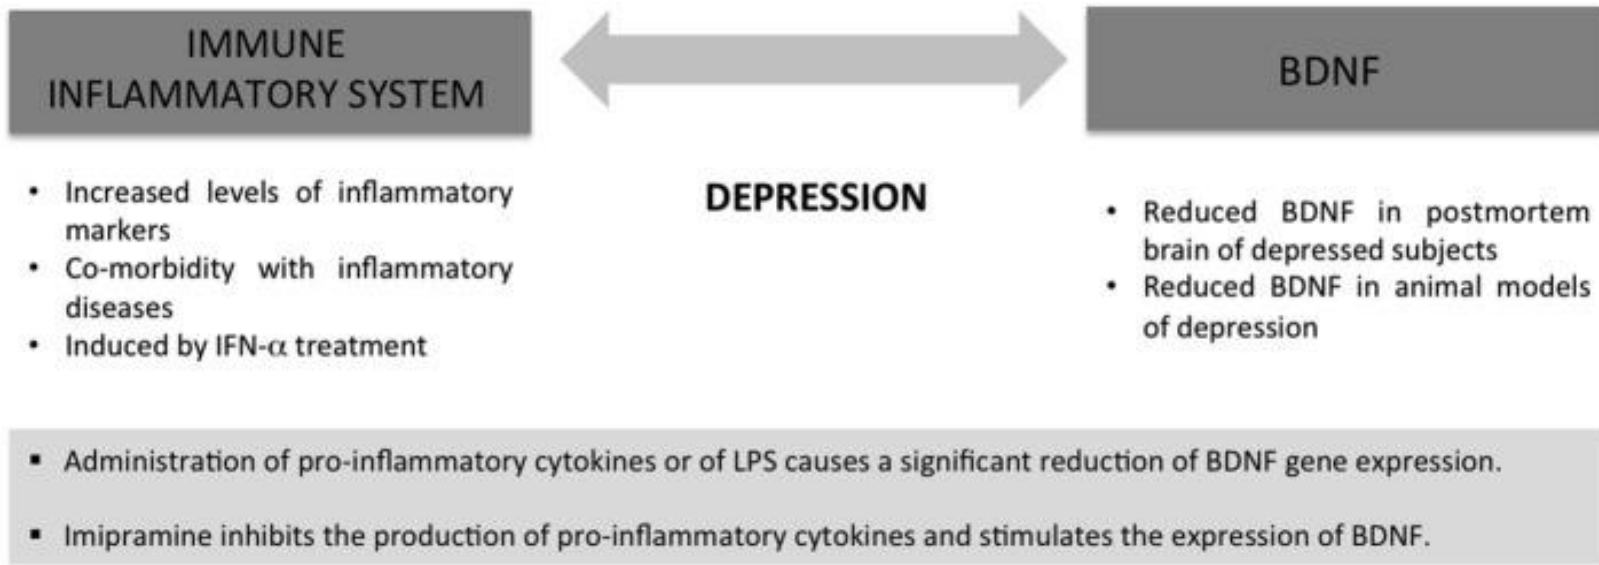 IMMUNE
INFLAMMATORY SYSTEM
BDNF
DEPRESSION
• Increased levels of inflammatory
markers
• Co-morbidity with inflammatory
diseases
• Induced by IFN-α treatment
• Reduced BDNF in postmortem
brain of depressed subjects
• Reduced BDNF in animal models
of depression
▪ Administration of pro-inflammatory cytokines or of LPS causes a significant reduction of BDNF gene expression.
▪ Imipramine inhibits the production of pro-inflammatory cytokines and stimulates the expression of BDNF.